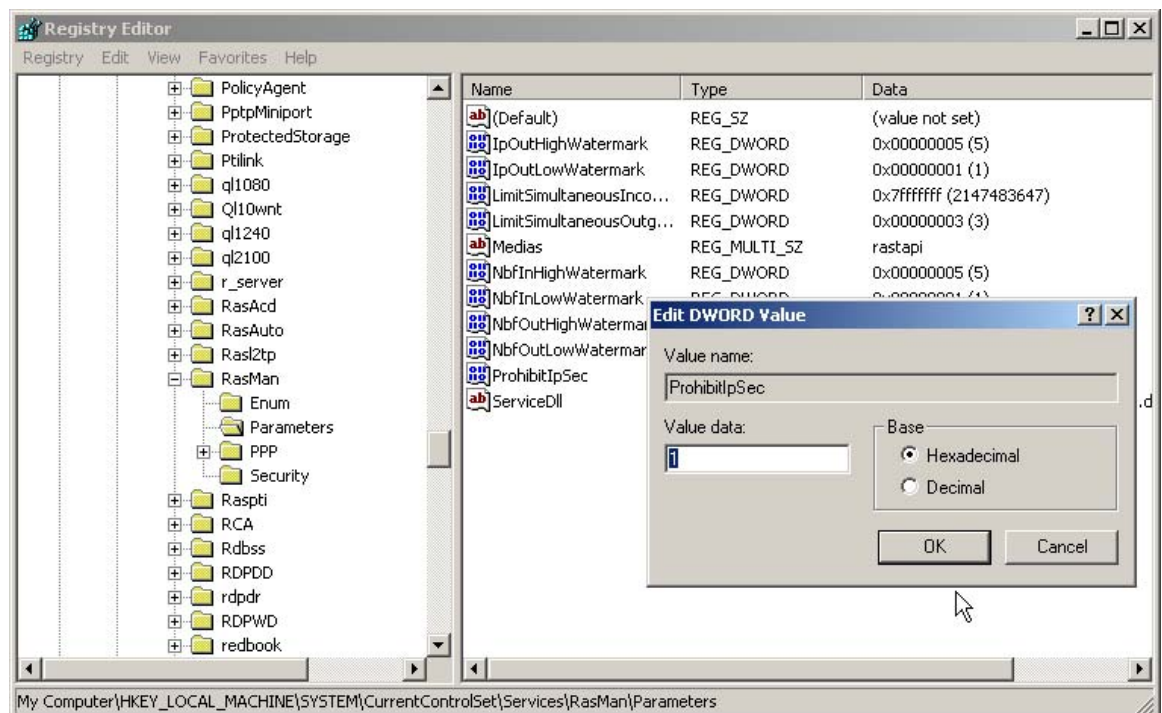 Registry Editor
Registry Edit View Favorites Help
PolicyAgent
PptpMiniport
ProtectedStorage
Ptilink
ql1080
Ql10wnt
ql1240
ql2100
r_server
RasAcd
RasAuto
Rasl2tp
RasMan
Enum
Parameters
PPP
Security
Raspti
RCA
Rdbss
RDPDD
rdpdr
RDPWD
redbook
Name Type Data
(Default) REG_SZ (value not set)
IpOutHighWatermark REG_DWORD 0x00000005 (5)
IpOutLowWatermark REG_DWORD 0x00000001 (1)
LimitSimultaneousInco... REG_DWORD 0x7fffffff (2147483647)
LimitSimultaneousOutg... REG_DWORD 0x00000003 (3)
Medias REG_MULTI_SZ rastapi
NbfInHighWatermark REG_DWORD 0x00000005 (5)
NbfInLowWatermark REG_DWORD 0x00000001 (1)
NbfOutHighWatermar
NbfOutLowWatermar
ProhibitIpSec
ServiceDll .d
Edit DWORD Value
Value name:
ProhibitIpSec
Value data:
1
Base
Hexadecimal
Decimal
OK Cancel
My Computer\HKEY_LOCAL_MACHINE\SYSTEM\CurrentControlSet\Services\RasMan\Parameters